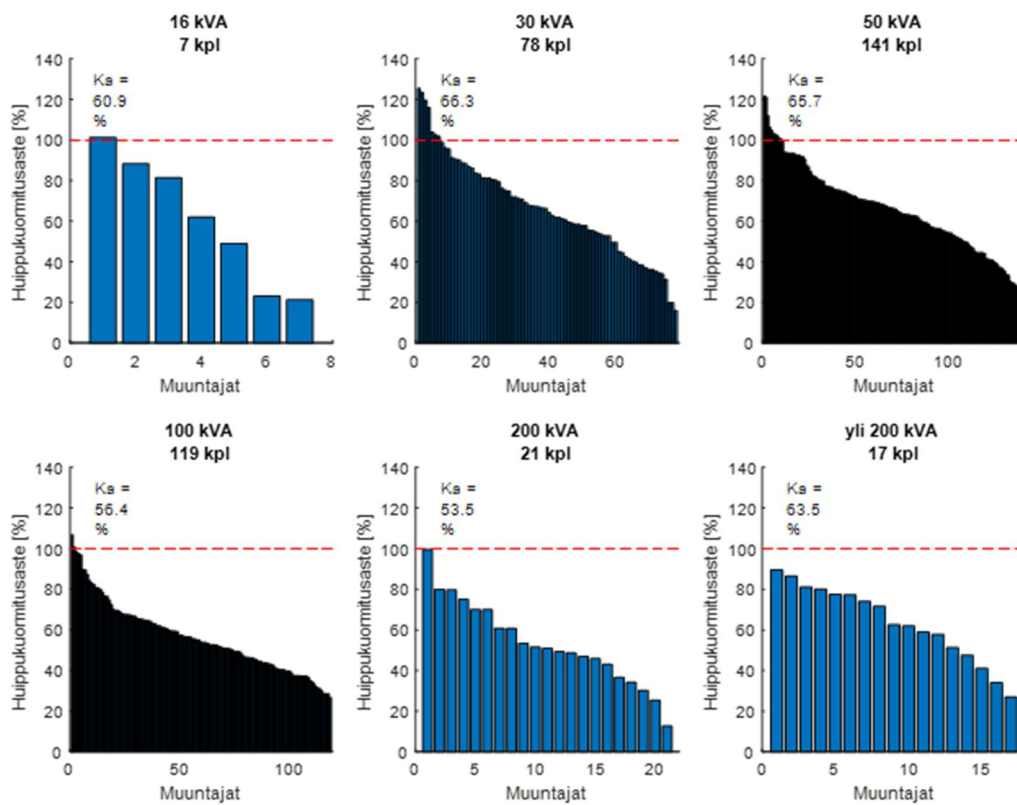 16 kVA
7 kpl
Huippukuormitusaste [%]
140
120
100
80
60
40
20
0
Ka =
60.9
%
0 2 4 6 8
Muuntajat
30 kVA
78 kpl
Huippukuormitusaste [%]
140
120
100
80
60
40
20
0
Ka =
66.3
%
0 20 40 60
Muuntajat
50 kVA
141 kpl
Huippukuormitusaste [%]
140
120
100
80
60
40
20
0
Ka =
65.7
%
0 50 100
Muuntajat
100 kVA
119 kpl
Huippukuormitusaste [%]
140
120
100
80
60
40
20
0
Ka =
56.4
%
0 50 100
Muuntajat
200 kVA
21 kpl
Huippukuormitusaste [%]
140
120
100
80
60
40
20
0
Ka =
53.5
%
0 5 10 15 20
Muuntajat
yli 200 kVA
17 kpl
Huippukuormitusaste [%]
140
120
100
80
60
40
20
0
Ka =
63.5
%
0 5 10 15
Muuntajat